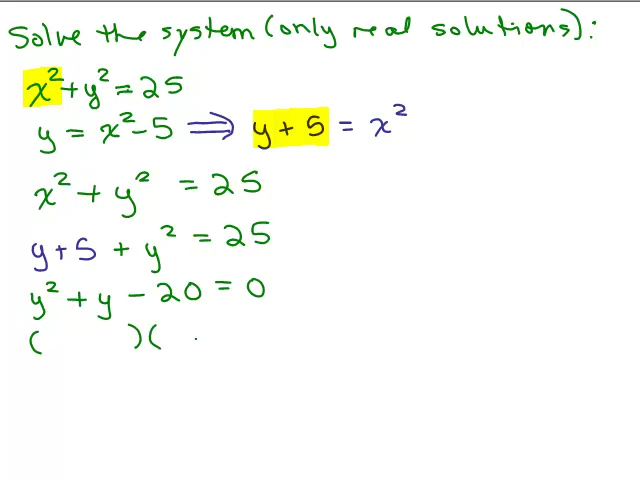 Solve the system (only real solutions):
x² + y² = 25
y = x² - 5 ⟹ y + 5 = x²
x² + y² = 25
y + 5 + y² = 25
y² + y - 20 = 0
( )(